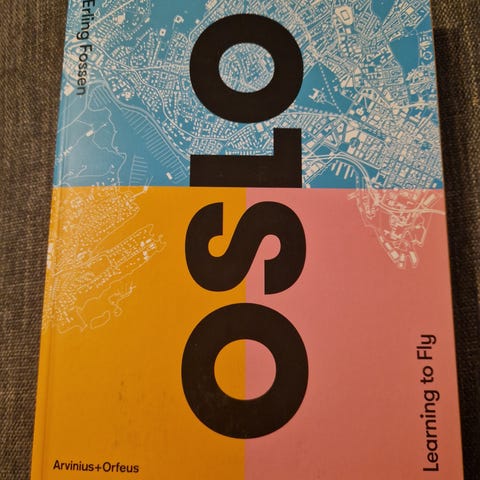 Erling Fossen
OSLO
Learning to Fly
Arvinius+Orfeus